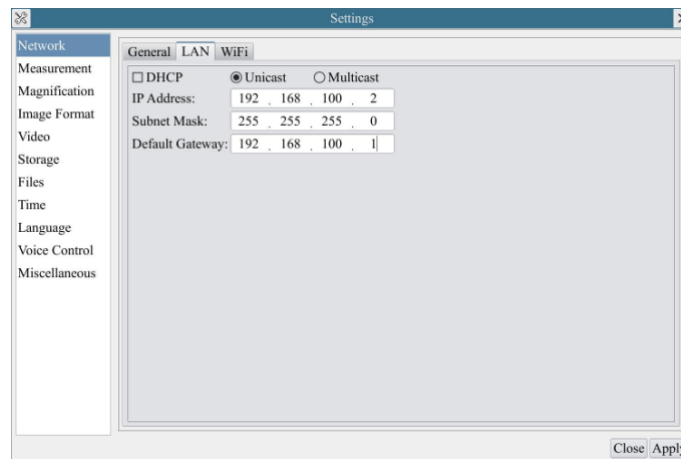 Settings
Network
Measurement
Magnification
Image Format
Video
Storage
Files
Time
Language
Voice Control
Miscellaneous
General LAN WiFi
DHCP Unicast Multicast
IP Address: 192 . 168 . 100 . 2
Subnet Mask: 255 . 255 . 255 . 0
Default Gateway: 192 . 168 . 100 . 1
Close Apply